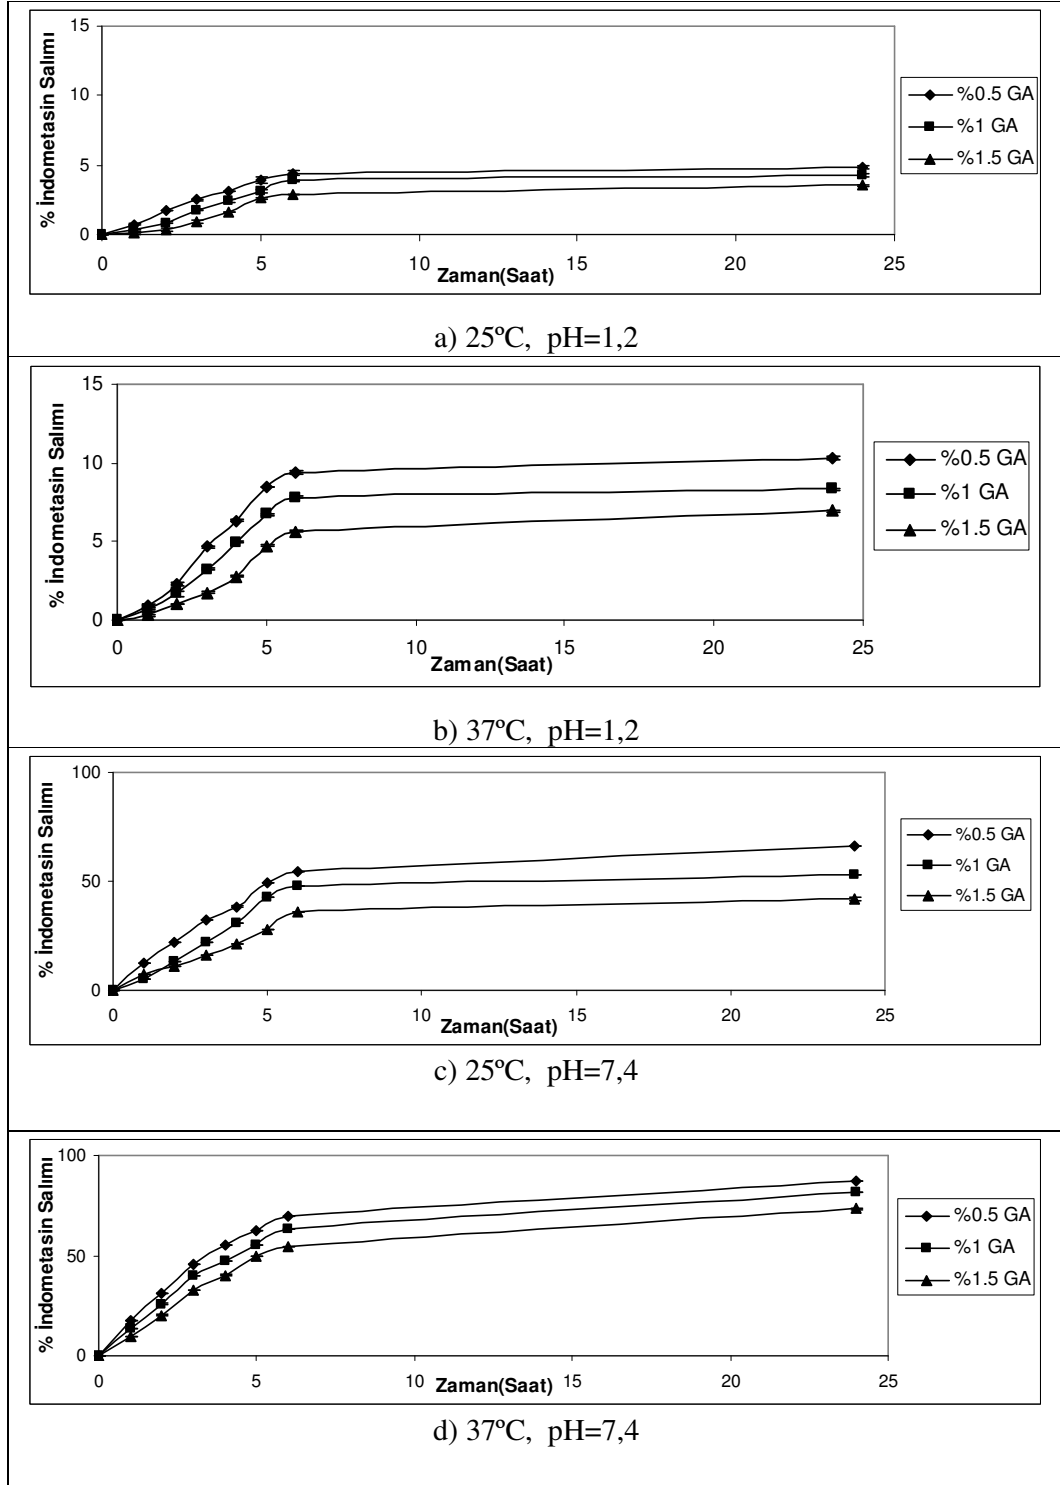 15
10
5
0
% İndometasin Salımı
0 5 10 15 20 25
Zaman(Saat)
%0.5 GA
%1 GA
%1.5 GA
a) 25ºC, pH=1,2
15
10
5
0
% İndometasin Salımı
0 5 10 15 20 25
Zaman(Saat)
%0.5 GA
%1 GA
%1.5 GA
b) 37ºC, pH=1,2
100
50
0
% İndometasin Salımı
0 5 10 15 20 25
Zaman(Saat)
%0.5 GA
%1 GA
%1.5 GA
c) 25ºC, pH=7,4
100
50
0
% İndometasin Salımı
0 5 10 15 20 25
Zaman(Saat)
%0.5 GA
%1 GA
%1.5 GA
d) 37ºC, pH=7,4